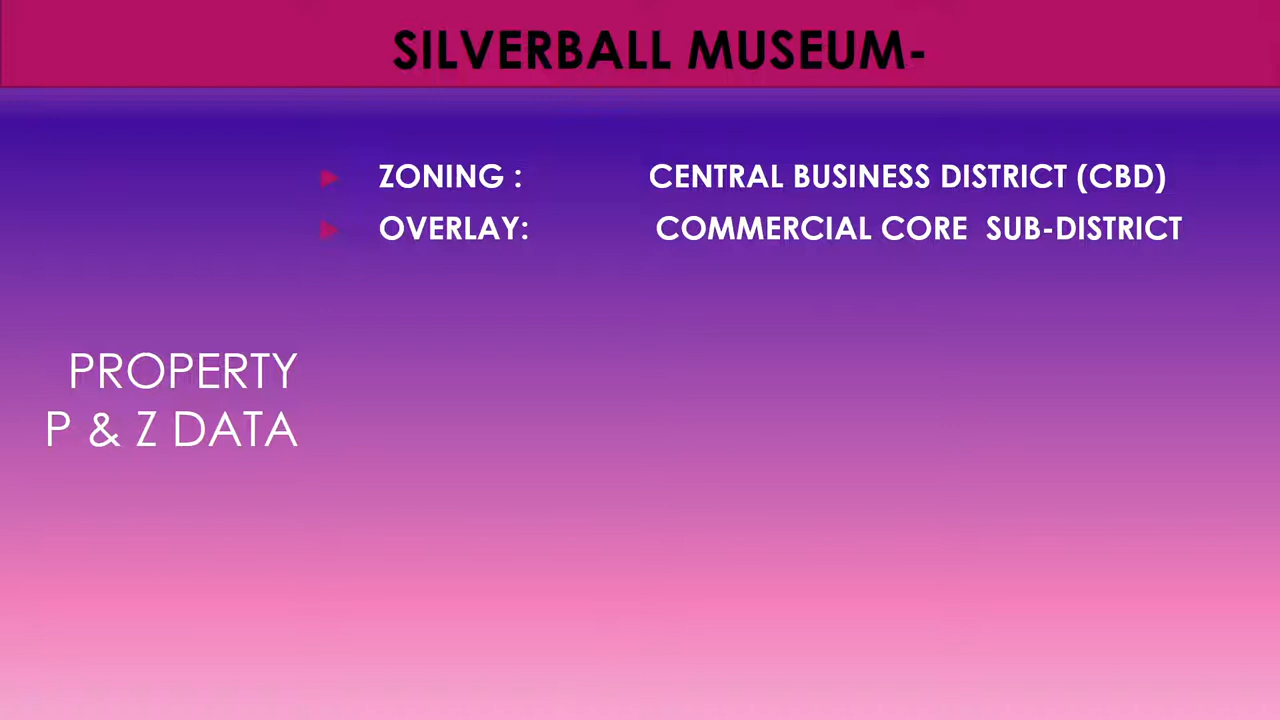 SILVERBALL MUSEUM-
ZONING : CENTRAL BUSINESS DISTRICT (CBD)
OVERLAY: COMMERCIAL CORE SUB-DISTRICT
PROPERTY
P & Z DATA